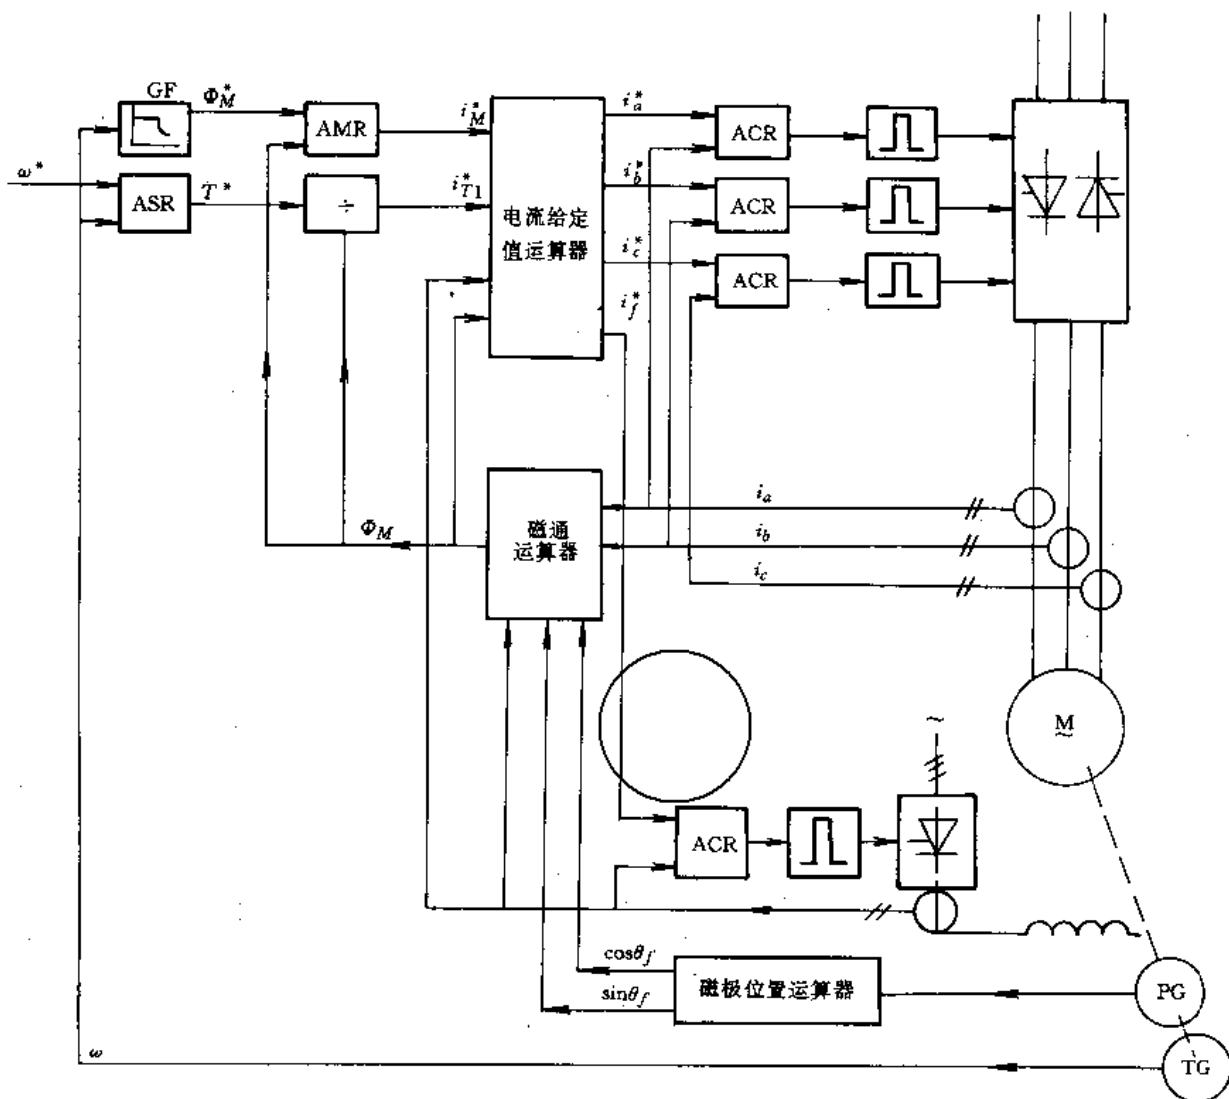 GF
Φ*M
AMR
i*M
ω*
ASR
T*
÷
i*T1
电流给定
值运算器
i*a
i*b
i*c
i*f
ACR
ACR
ACR
ΦM
磁通
运算器
ia
ib
ic
M
~
~
ACR
cosθf
sinθf
磁极位置运算器
PG
ω
TG